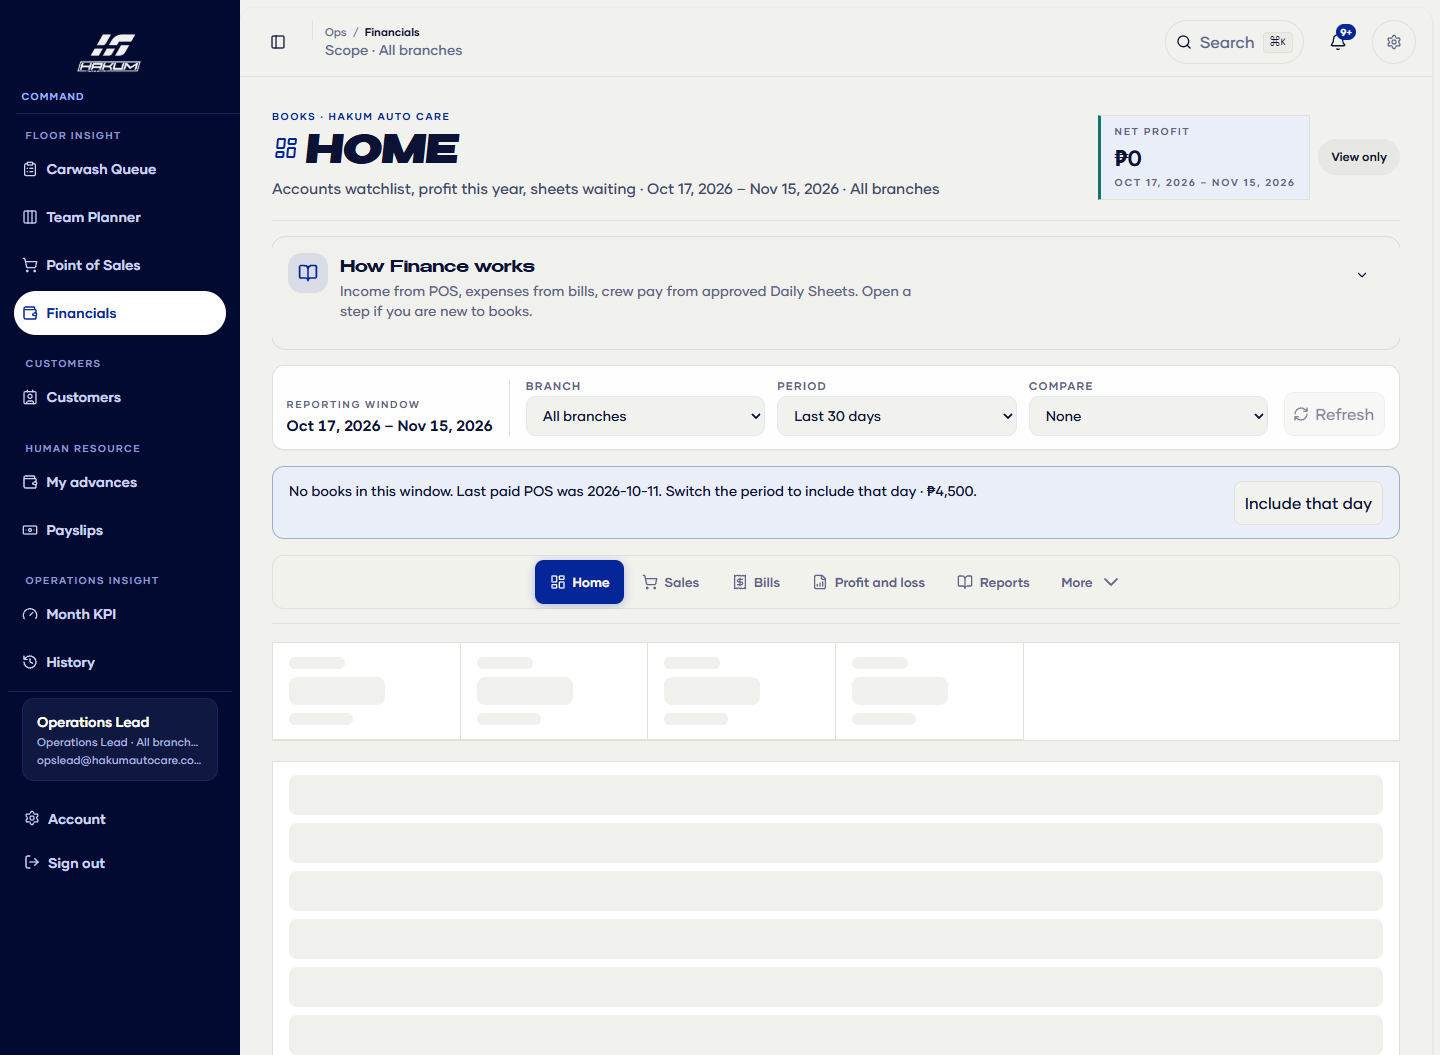 HAKUM
COMMAND
FLOOR INSIGHT
Carwash Queue
Team Planner
Point of Sales
Financials
CUSTOMERS
Customers
HUMAN RESOURCE
My advances
Payslips
OPERATIONS INSIGHT
Month KPI
History
Operations Lead
Operations Lead · All branch...
opslead@hakumautocare.co...
Account
Sign out
Ops / Financials
Scope · All branches
Search ⌘K
9+
BOOKS · HAKUM AUTO CARE
HOME
Accounts watchlist, profit this year, sheets waiting · Oct 17, 2026 – Nov 15, 2026 · All branches
NET PROFIT
₱0
OCT 17, 2026 – NOV 15, 2026
View only
How Finance works
Income from POS, expenses from bills, crew pay from approved Daily Sheets. Open a
step if you are new to books.
REPORTING WINDOW
Oct 17, 2026 – Nov 15, 2026
BRANCH
All branches
PERIOD
Last 30 days
COMPARE
None
Refresh
No books in this window. Last paid POS was 2026-10-11. Switch the period to include that day · ₱4,500.
Include that day
Home
Sales
Bills
Profit and loss
Reports
More